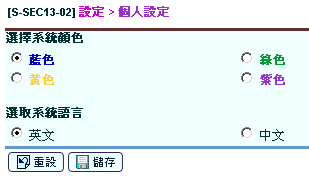 [S-SEC13-02] 設定 > 個人設定
選擇系統顏色
藍色 綠色
黃色 紫色
選取系統語言
英文 中文
重設 儲存